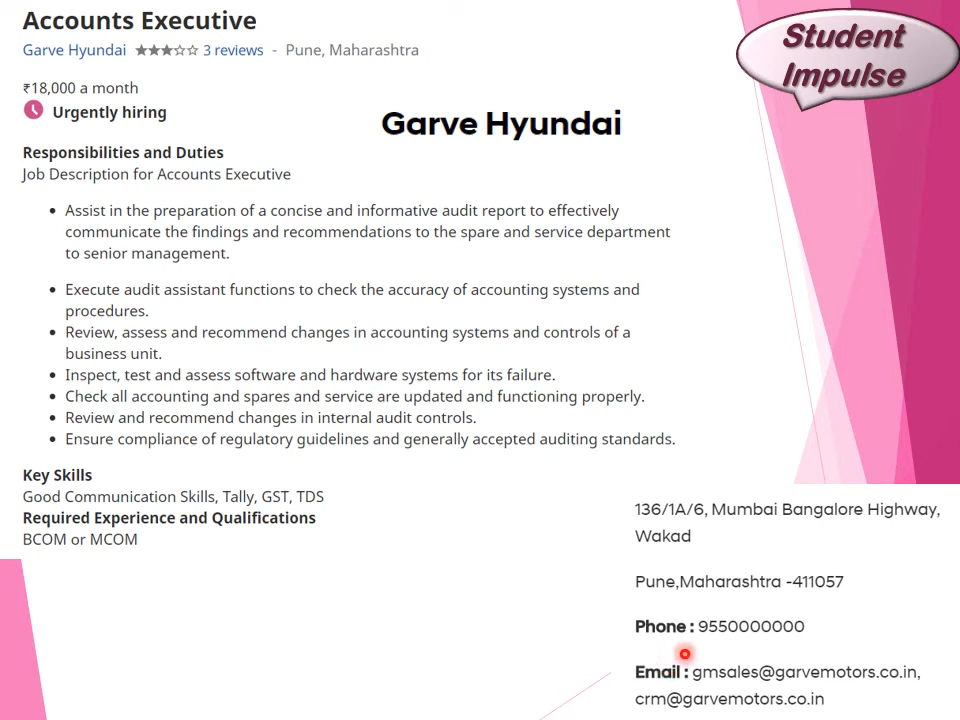 Accounts Executive
Garve Hyundai ★★★☆☆ 3 reviews - Pune, Maharashtra
₹18,000 a month
Urgently hiring
Student
Impulse
Garve Hyundai
Responsibilities and Duties
Job Description for Accounts Executive
• Assist in the preparation of a concise and informative audit report to effectively
communicate the findings and recommendations to the spare and service department
to senior management.
• Execute audit assistant functions to check the accuracy of accounting systems and
procedures.
• Review, assess and recommend changes in accounting systems and controls of a
business unit.
• Inspect, test and assess software and hardware systems for its failure.
• Check all accounting and spares and service are updated and functioning properly.
• Review and recommend changes in internal audit controls.
• Ensure compliance of regulatory guidelines and generally accepted auditing standards.
Key Skills
Good Communication Skills, Tally, GST, TDS
Required Experience and Qualifications
BCOM or MCOM
136/1A/6, Mumbai Bangalore Highway,
Wakad
Pune,Maharashtra -411057
Phone : 9550000000
Email : gmsales@garvemotors.co.in,
crm@garvemotors.co.in